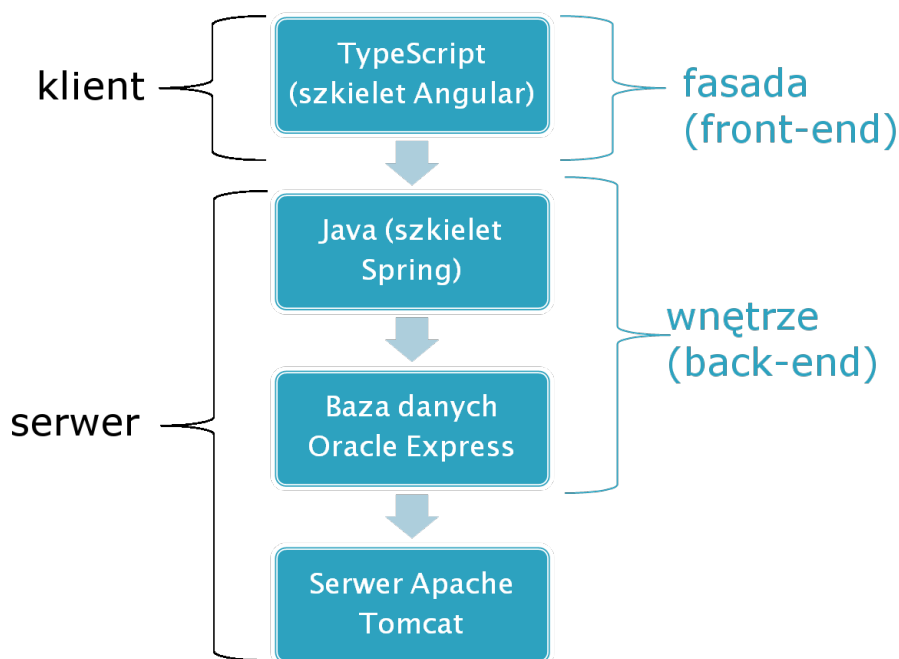 klient
TypeScript
(szkielet Angular)
fasada
(front-end)
Java (szkielet
Spring)
wnętrze
(back-end)
serwer
Baza danych
Oracle Express
Serwer Apache
Tomcat